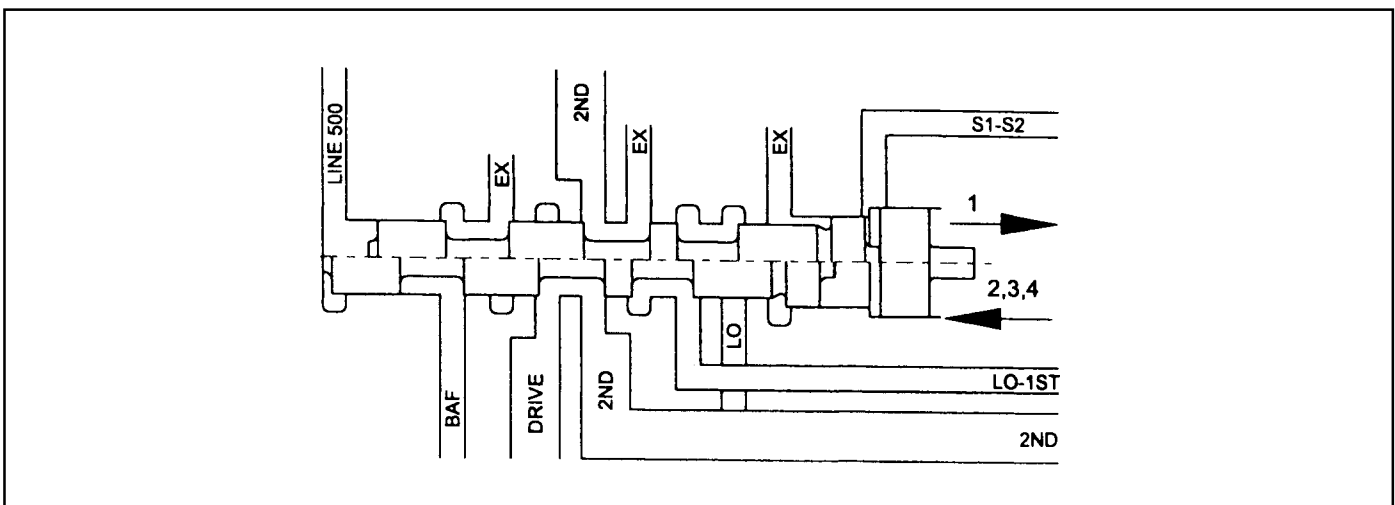 LINE 500
EX
2ND
EX
EX
S1-S2
1
2,3,4
BAF
DRIVE
2ND
LO
LO-1ST
2ND